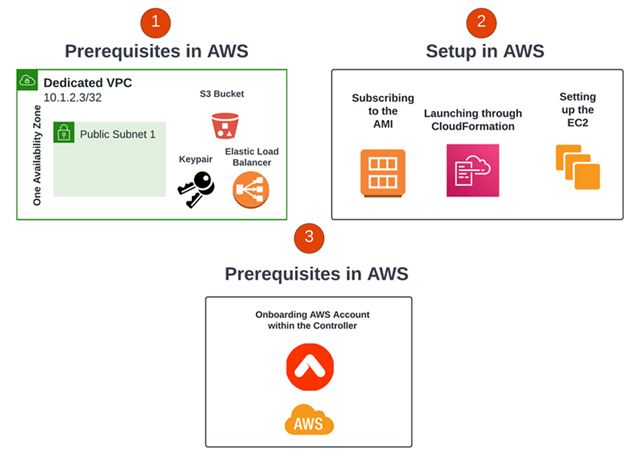 1
Prerequisites in AWS
Dedicated VPC
10.1.2.3/32
One Availability Zone
Public Subnet 1
S3 Bucket
Keypair
Elastic Load
Balancer
2
Setup in AWS
Subscribing
to the
AMI
Launching through
CloudFormation
Setting
up the
EC2
3
Prerequisites in AWS
Onboarding AWS Account
within the Controller
AWS